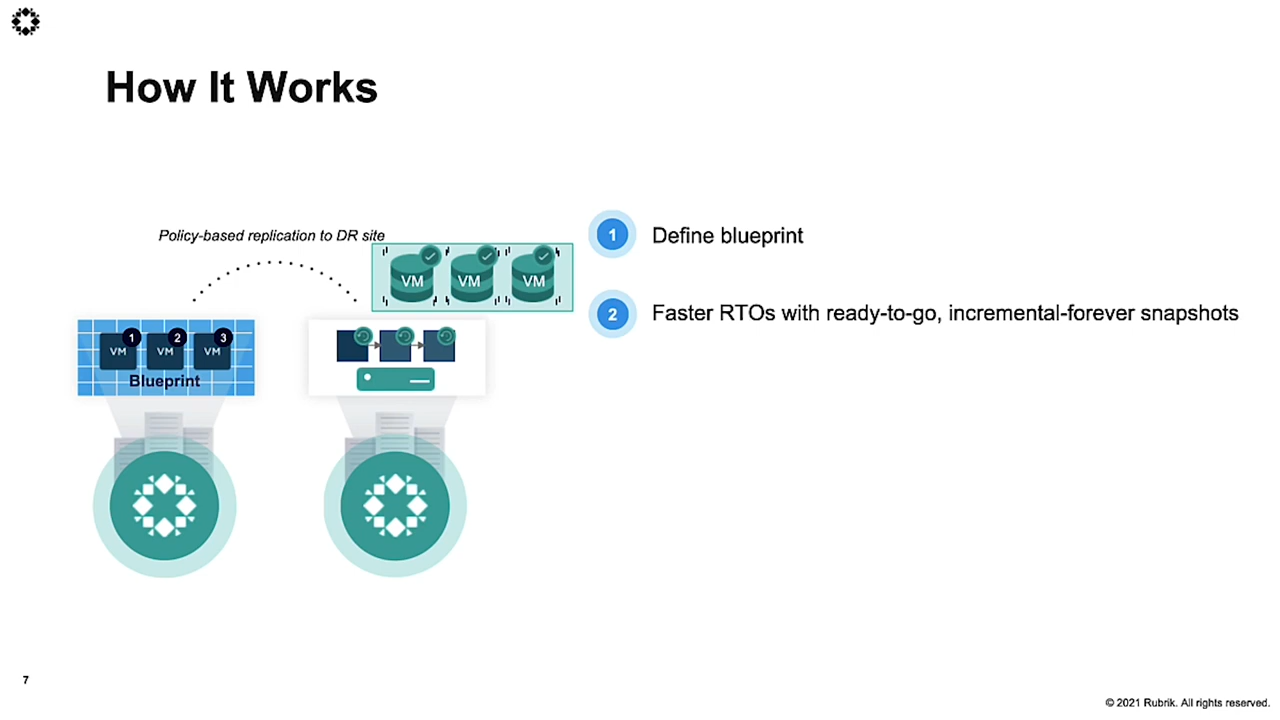 How It Works
Policy-based replication to DR site
VM VM VM
1 2 3
VM VM VM
Blueprint
1 Define blueprint
2 Faster RTOs with ready-to-go, incremental-forever snapshots
7
© 2021 Rubrik. All rights reserved.